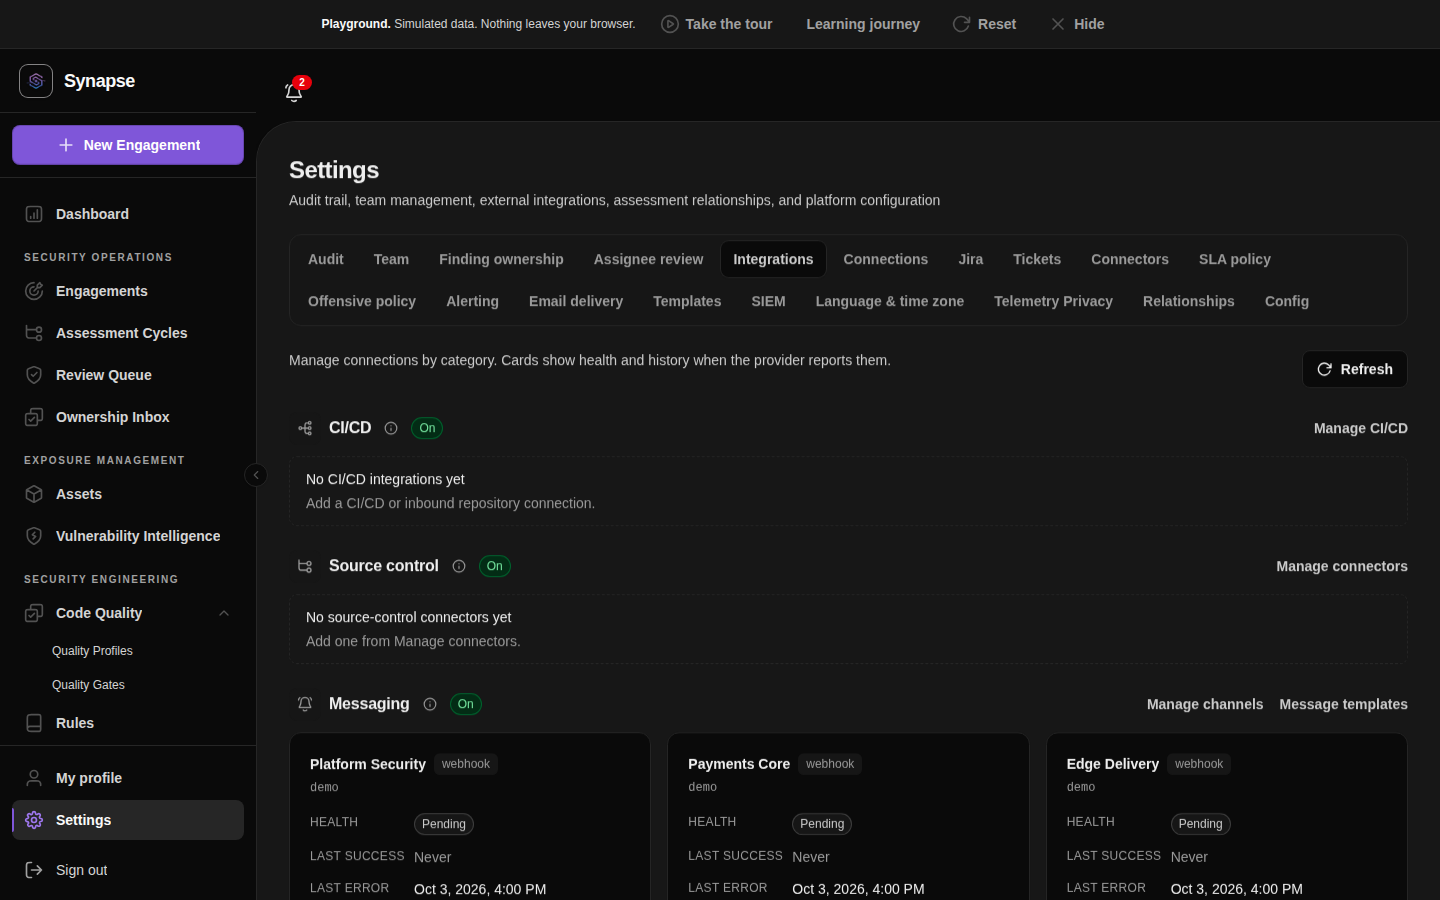 Playground. Simulated data. Nothing leaves your browser.
Take the tour
Learning journey
Reset
Hide
Synapse
2
New Engagement
Dashboard
SECURITY OPERATIONS
Engagements
Assessment Cycles
Review Queue
Ownership Inbox
EXPOSURE MANAGEMENT
Assets
Vulnerability Intelligence
SECURITY ENGINEERING
Code Quality
Quality Profiles
Quality Gates
Rules
My profile
Settings
Sign out
Settings
Audit trail, team management, external integrations, assessment relationships, and platform configuration
Audit Team Finding ownership Assignee review Integrations Connections Jira Tickets Connectors SLA policy
Offensive policy Alerting Email delivery Templates SIEM Language & time zone Telemetry Privacy Relationships Config
Manage connections by category. Cards show health and history when the provider reports them.
Refresh
CI/CD On Manage CI/CD
No CI/CD integrations yet
Add a CI/CD or inbound repository connection.
Source control On Manage connectors
No source-control connectors yet
Add one from Manage connectors.
Messaging On Manage channels Message templates
Platform Security webhook
demo
HEALTH Pending
LAST SUCCESS Never
LAST ERROR Oct 3, 2026, 4:00 PM
Payments Core webhook
demo
HEALTH Pending
LAST SUCCESS Never
LAST ERROR Oct 3, 2026, 4:00 PM
Edge Delivery webhook
demo
HEALTH Pending
LAST SUCCESS Never
LAST ERROR Oct 3, 2026, 4:00 PM